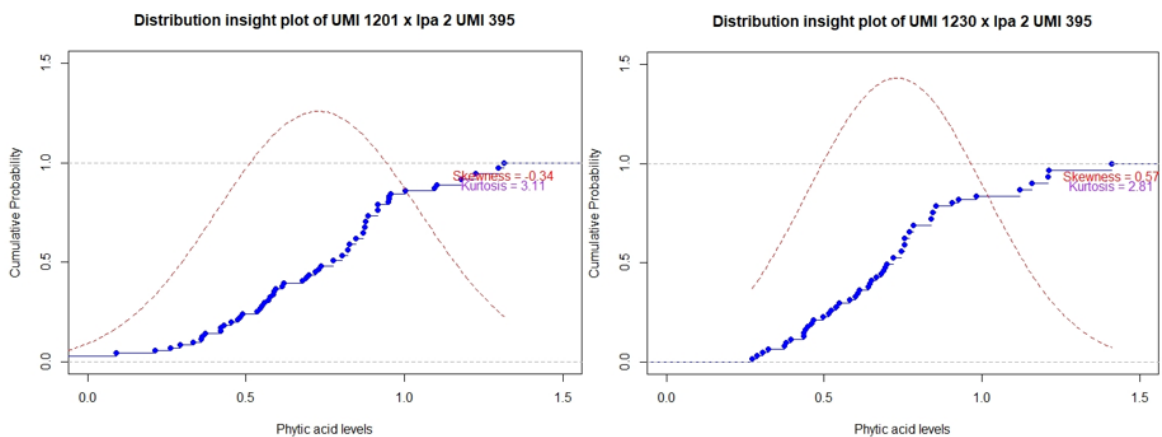 Distribution insight plot of UMI 1201 x lpa 2 UMI 395
1.5
1.0
0.5
0.0
Cumulative Probability
Skewness = -0.34
Kurtosis = 3.11
0.0 0.5 1.0 1.5
Phytic acid levels
Distribution insight plot of UMI 1230 x lpa 2 UMI 395
1.5
1.0
0.5
0.0
Cumulative Probability
Skewness = 0.57
Kurtosis = 2.81
0.0 0.5 1.0 1.5
Phytic acid levels